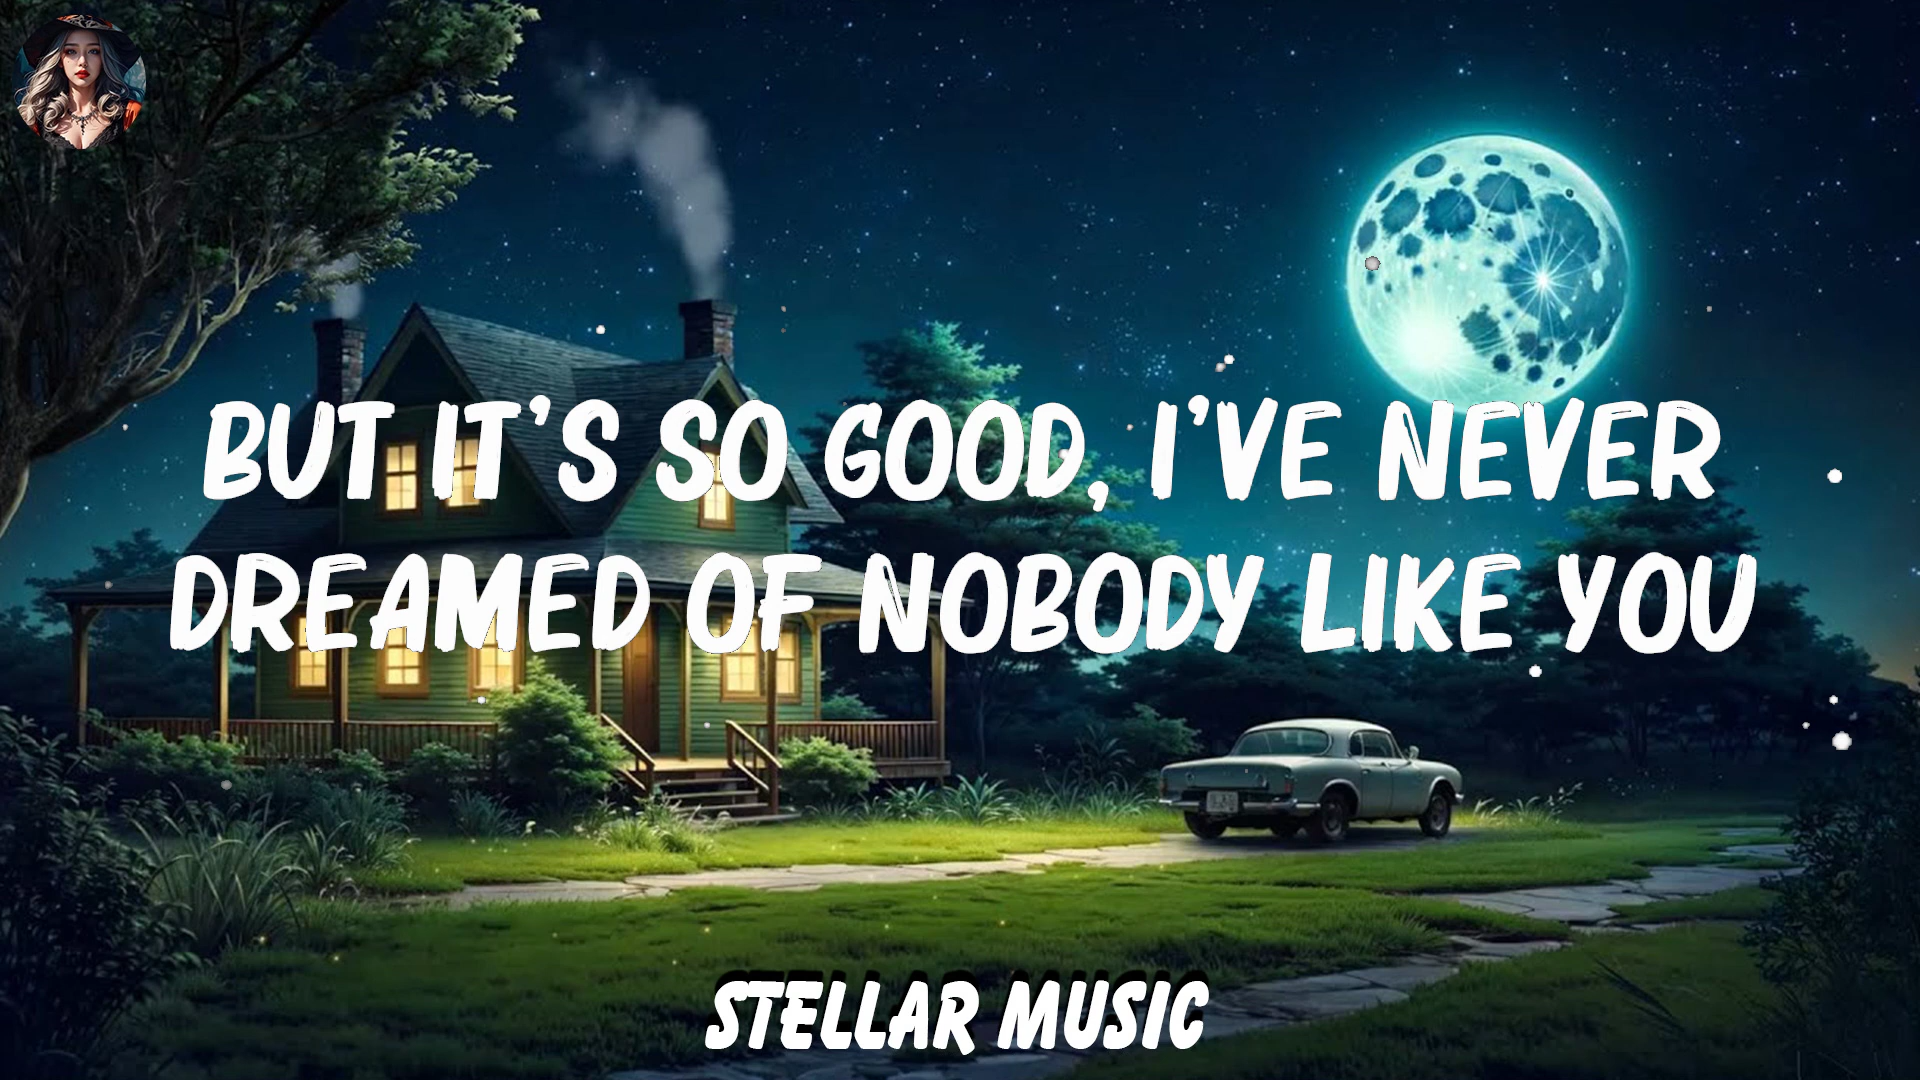 BUT IT'S SO GOOD, I'VE NEVER
DREAMED OF NOBODY LIKE YOU
STELLAR MUSIC